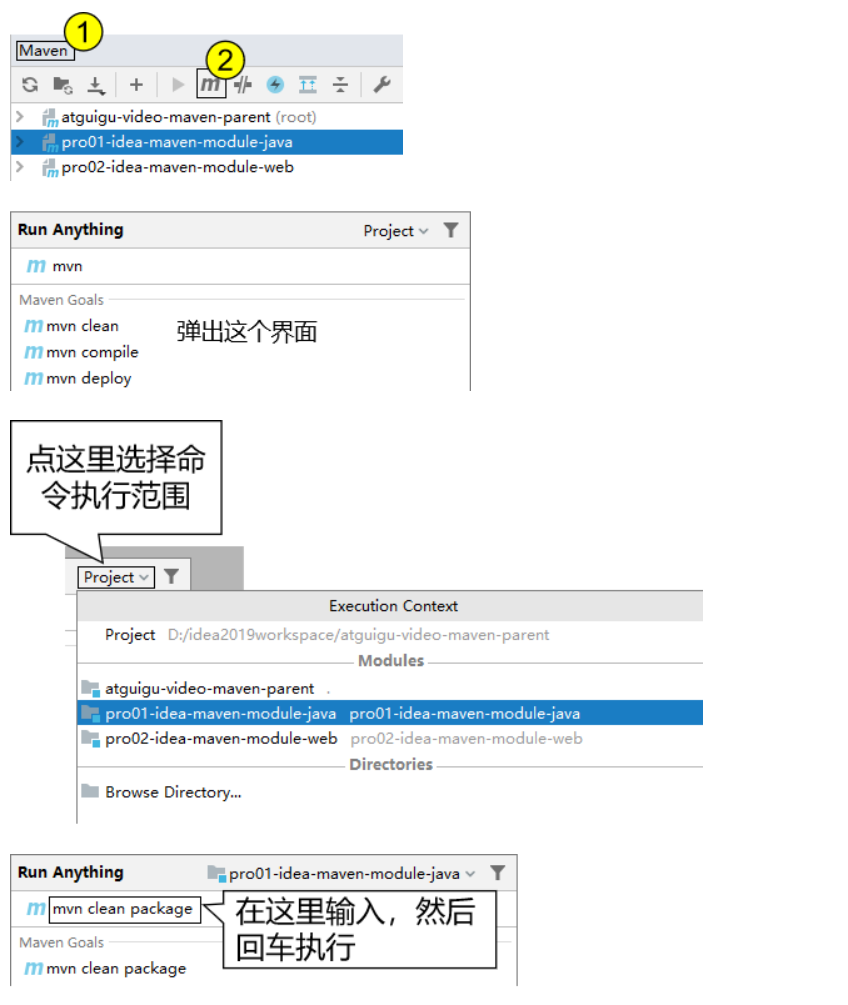 1
Maven
2
m
atguigu-video-maven-parent (root)
pro01-idea-maven-module-java
pro02-idea-maven-module-web
Run Anything Project
m mvn
Maven Goals
m mvn clean
弹出这个界面
m mvn compile
m mvn deploy
点这里选择命
令执行范围
Project
Execution Context
Project D:/idea2019workspace/atguigu-video-maven-parent
Modules
atguigu-video-maven-parent .
pro01-idea-maven-module-java pro01-idea-maven-module-java
pro02-idea-maven-module-web pro02-idea-maven-module-web
Directories
Browse Directory...
Run Anything pro01-idea-maven-module-java
m mvn clean package
在这里输入，然后
回车执行
Maven Goals
m mvn clean package